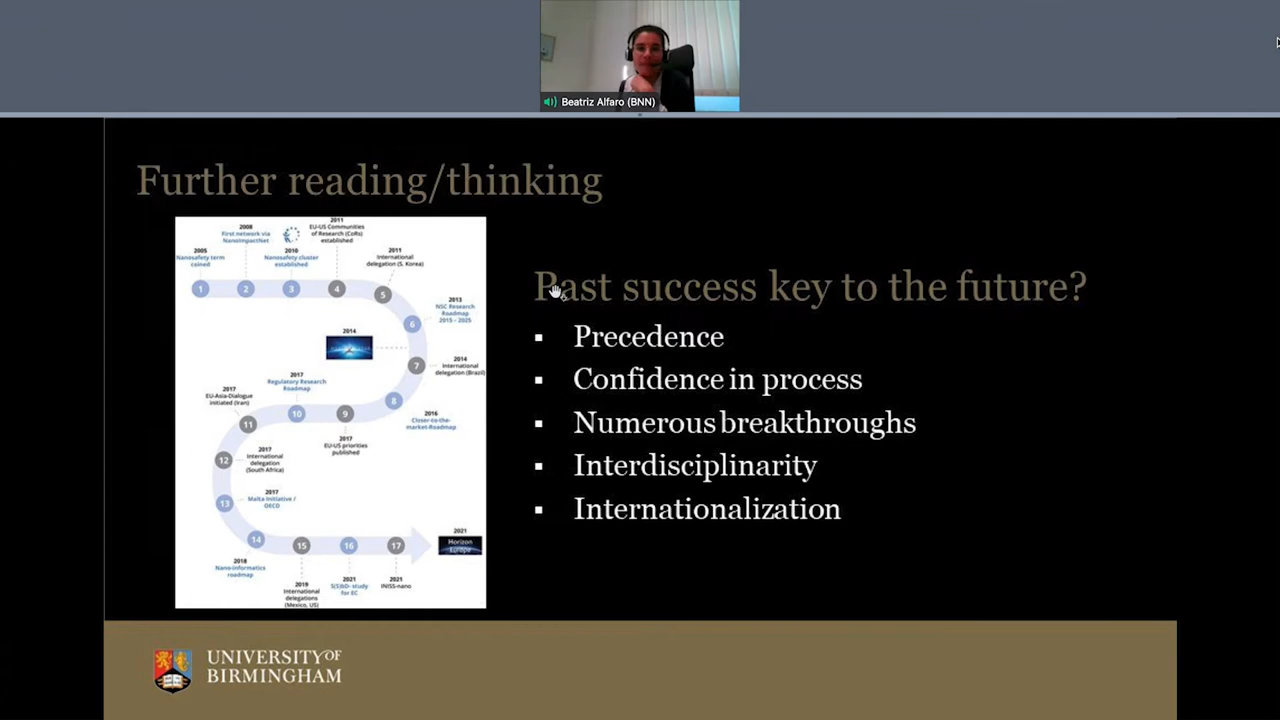 Beatriz Alfaro (BNN)
Further reading/thinking
2005
Nanosafety term
coined
1
2008
First network via
NanoImpactNet
2
2010
Nanosafety cluster
established
3
2011
EU-US Communities
of Research (CoRs)
established
4
2011
International
delegation (S. Korea)
5
2013
NSC Research
Roadmap
2015 - 2025
6
2014
2014
International
delegation (Brazil)
7
2016
Closer-to-the-
market-Roadmap
8
9
2017
EU-US priorities
published
2017
Regulatory Research
Roadmap
10
2017
EU-Asia-Dialogue
initiated (Iran)
11
12
2017
International
delegation
(South Africa)
13
2017
Malta Initiative /
OECD
14
2018
Nano-informatics
roadmap
15
2019
International
delegations
(Mexico, US)
16
2021
S(S)bD- study
for EC
17
2021
INISS-nano
2021
Horizon
Europe
Past success key to the future?
▪ Precedence
▪ Confidence in process
▪ Numerous breakthroughs
▪ Interdisciplinarity
▪ Internationalization
UNIVERSITY OF
BIRMINGHAM